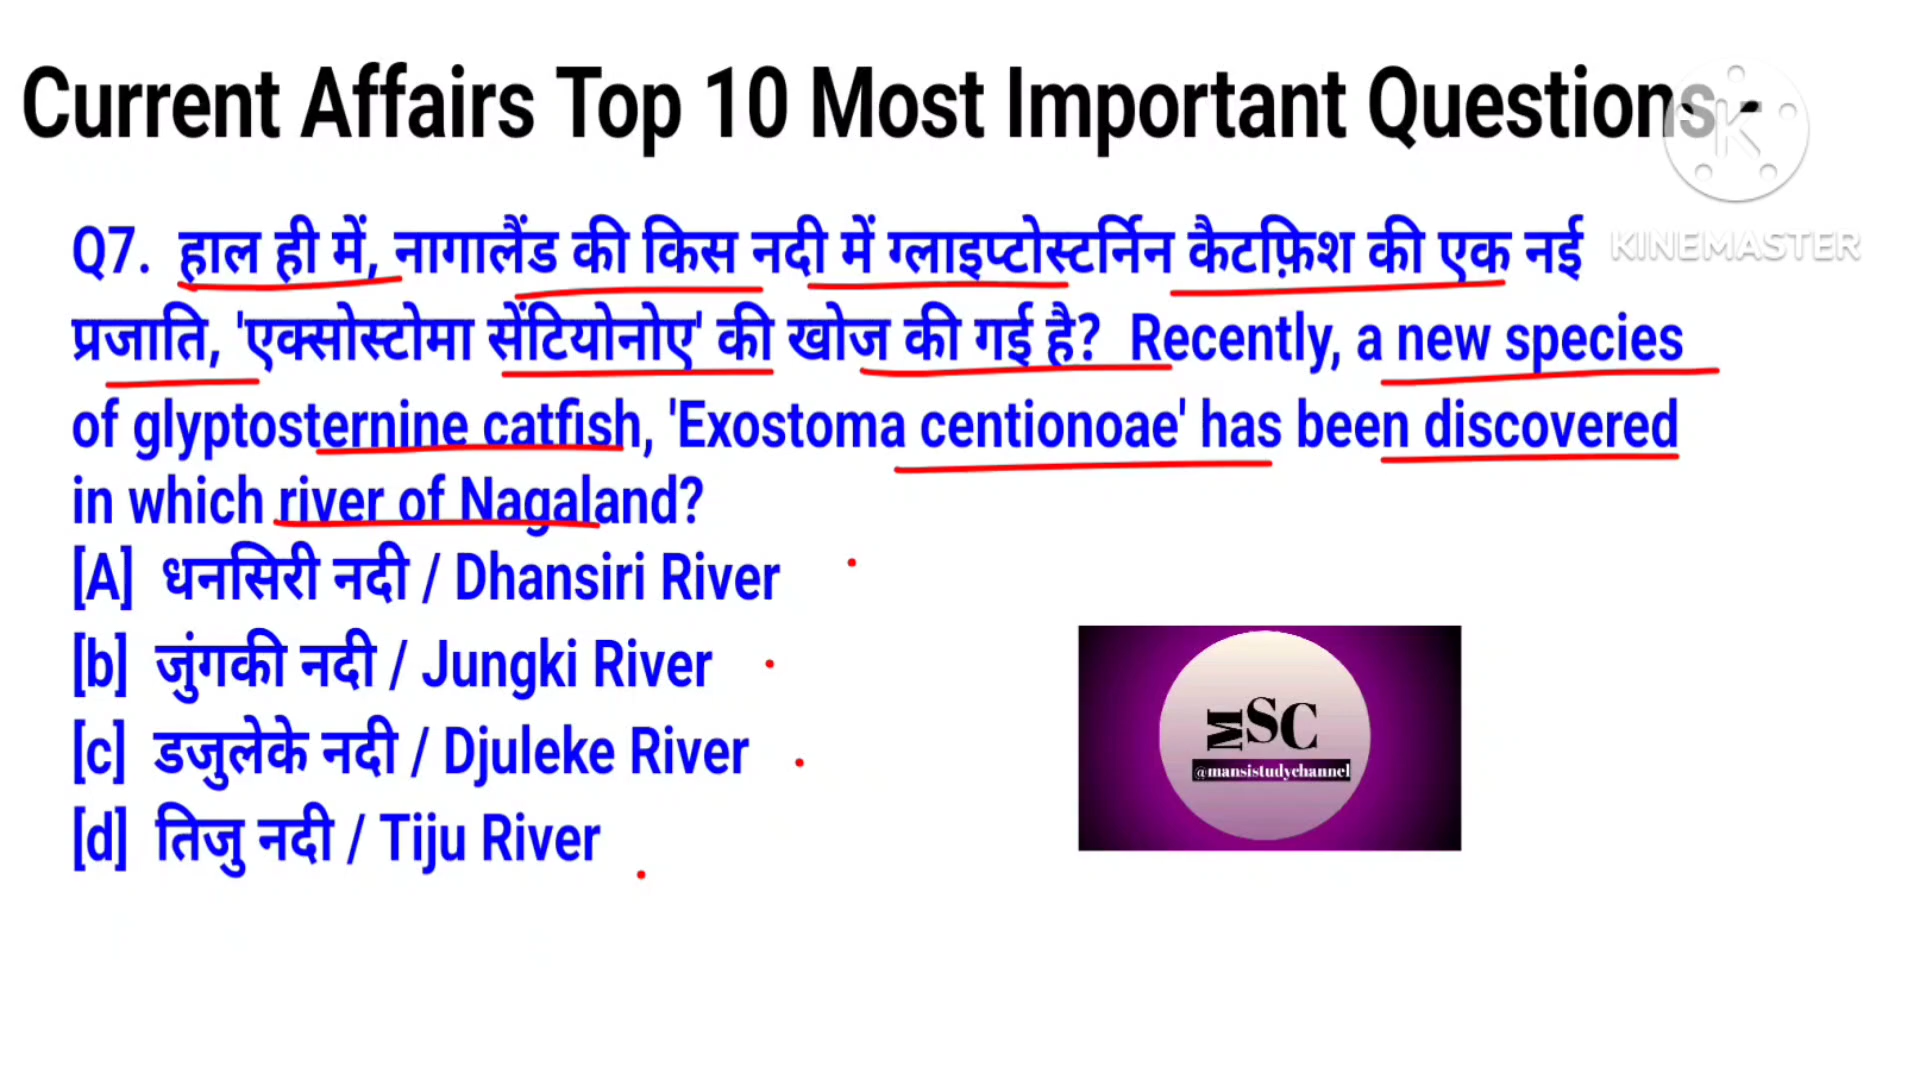 Current Affairs Top 10 Most Important Questions -
KINEMASTER
Q7. हाल ही में, नागालैंड की किस नदी में ग्लाइप्टोस्टर्निन कैटफ़िश की एक नई
प्रजाति, 'एक्सोस्टोमा सेंटियोनोए' की खोज की गई है? Recently, a new species
of glyptosternine catfish, 'Exostoma centionoae' has been discovered
in which river of Nagaland?
[A] धनसिरी नदी / Dhansiri River
[b] जुंगकी नदी / Jungki River
[c] डजुलेके नदी / Djuleke River
[d] तिजु नदी / Tiju River
MSC
@mansistudychannel